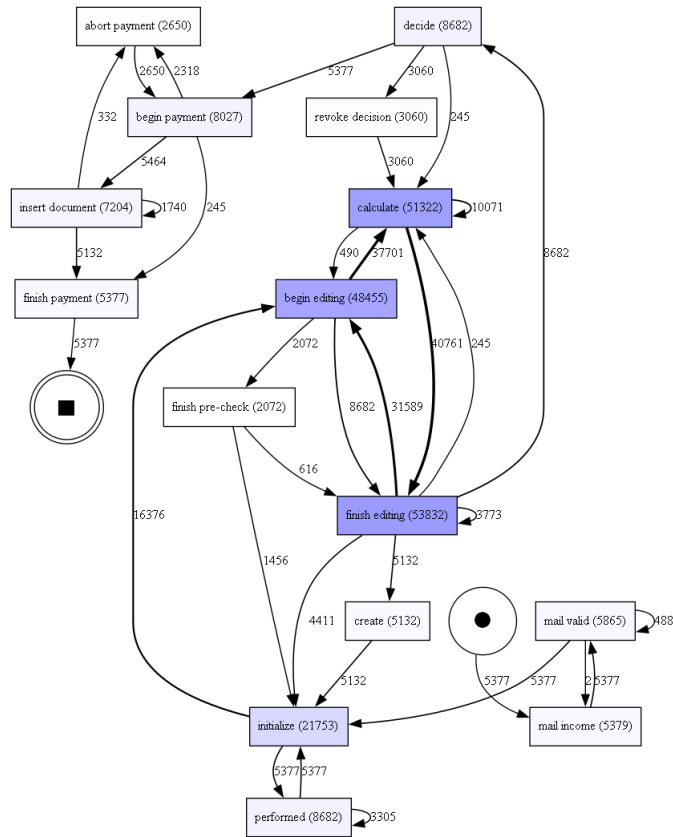 abort payment (2650)
decide (8682)
2650
2318
5377
3060
begin payment (8027)
revoke decision (3060)
332
245
5464
3060
insert document (7204)
1740
245
calculate (51322)
10071
5132
490
37701
8682
finish payment (5377)
begin editing (48455)
5377
2072
40761
245
finish pre-check (2072)
8682
31589
616
16376
finish editing (53832)
3773
1456
5132
4411
create (5132)
mail valid (5865)
488
5132
5377
5377
2
5377
initialize (21753)
mail income (5379)
5377
5377
performed (8682)
3305